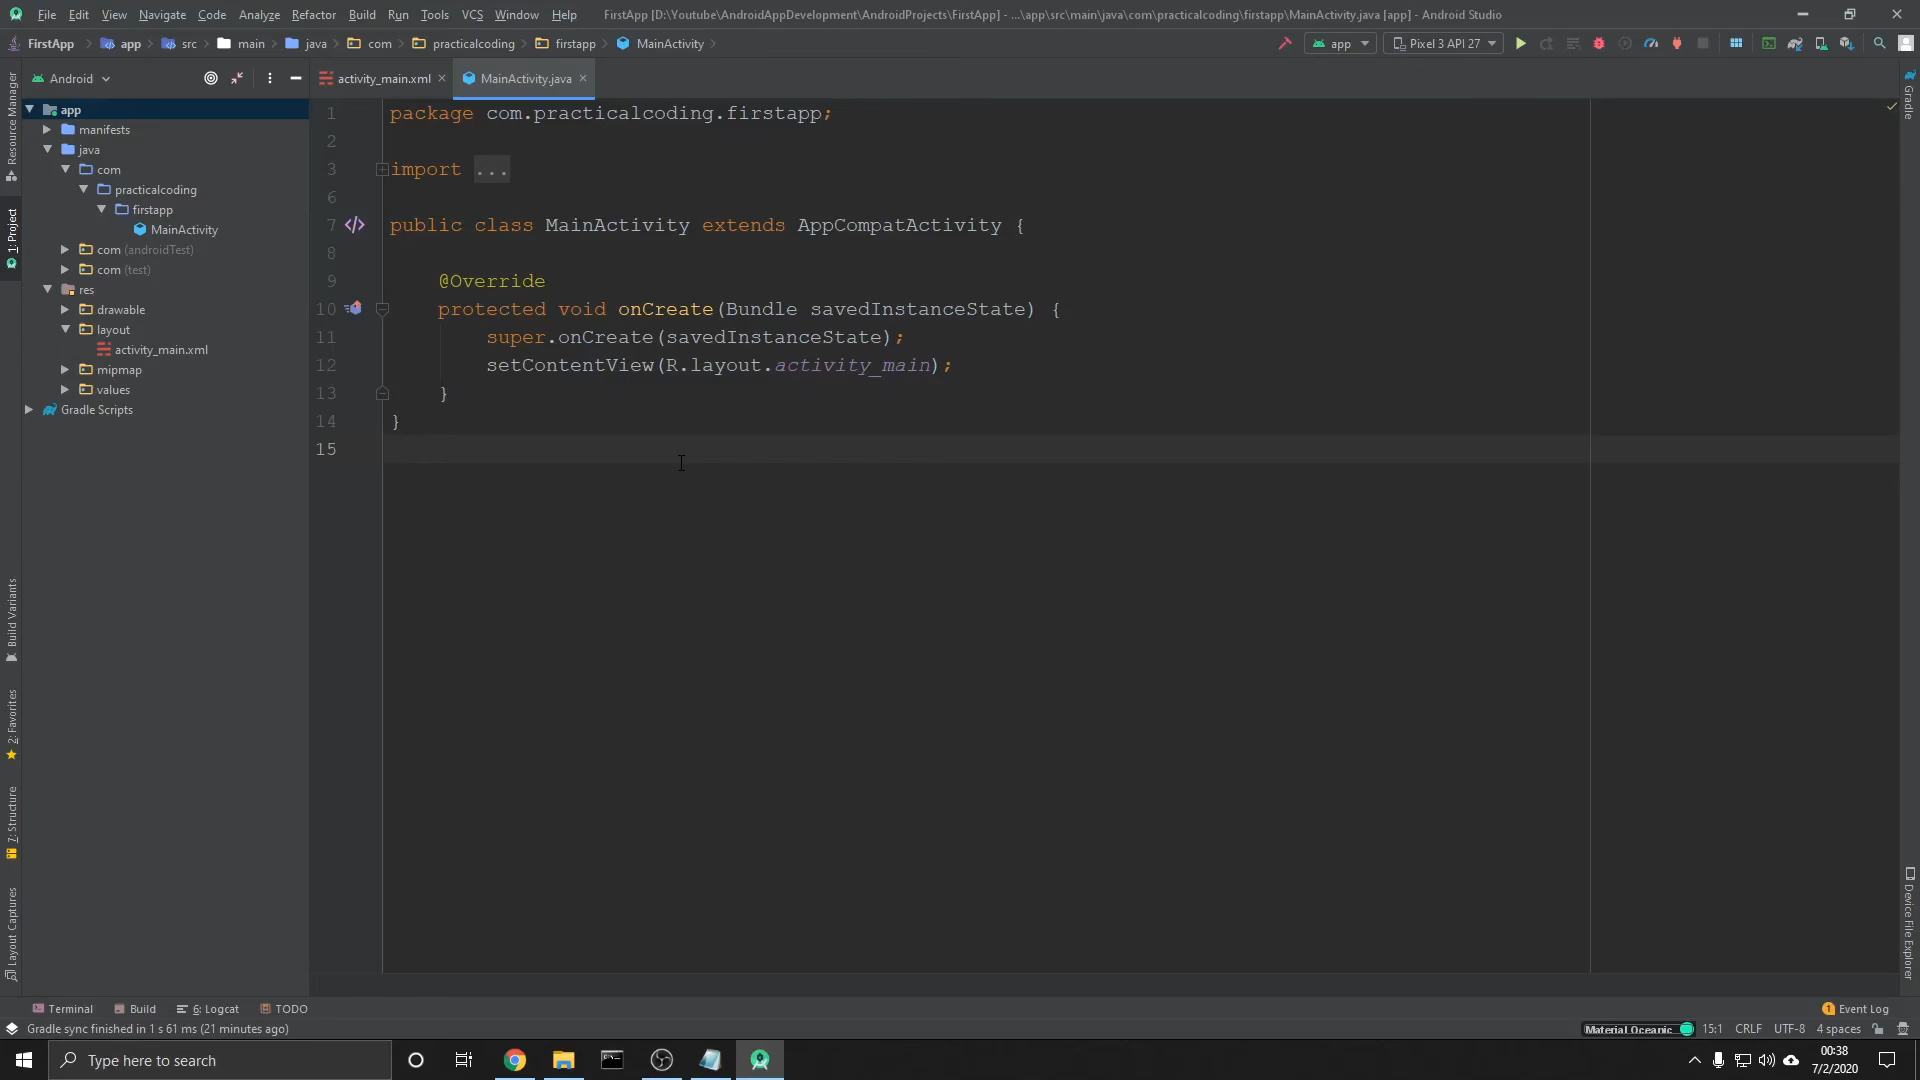 File Edit View Navigate Code Analyze Refactor Build Run Tools VCS Window Help FirstApp [D:\Youtube\AndroidAppDevelopment\AndroidProjects\FirstApp] - ...\app\src\main\java\com\practicalcoding\firstapp\MainActivity.java [app] - Android Studio
FirstApp app src main java com practicalcoding firstapp MainActivity app Pixel 3 API 27
Android activity_main.xml MainActivity.java
app
manifests
java
com
practicalcoding
firstapp
MainActivity
com (androidTest)
com (test)
res
drawable
layout
activity_main.xml
mipmap
values
Gradle Scripts
Resource Manager
1: Project
Build Variants
2: Favorites
7: Structure
Layout Captures
1 package com.practicalcoding.firstapp;
2
3 import ...
6
7 public class MainActivity extends AppCompatActivity {
8
9 @Override
10 protected void onCreate(Bundle savedInstanceState) {
11 super.onCreate(savedInstanceState);
12 setContentView(R.layout.activity_main);
13 }
14 }
15
Gradle
Device File Explorer
Terminal Build 6: Logcat TODO 1 Event Log
Gradle sync finished in 1 s 61 ms (21 minutes ago) Material Oceanic 15:1 CRLF UTF-8 4 spaces
Type here to search 00:38
7/2/2020